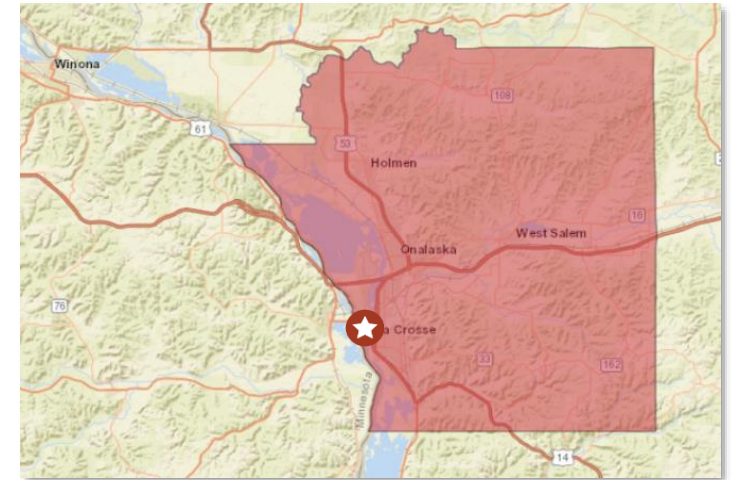 Winona
108
61
53
Holmen
16
West Salem
Onalaska
76
a Crosse
33
162
Minnesota
14